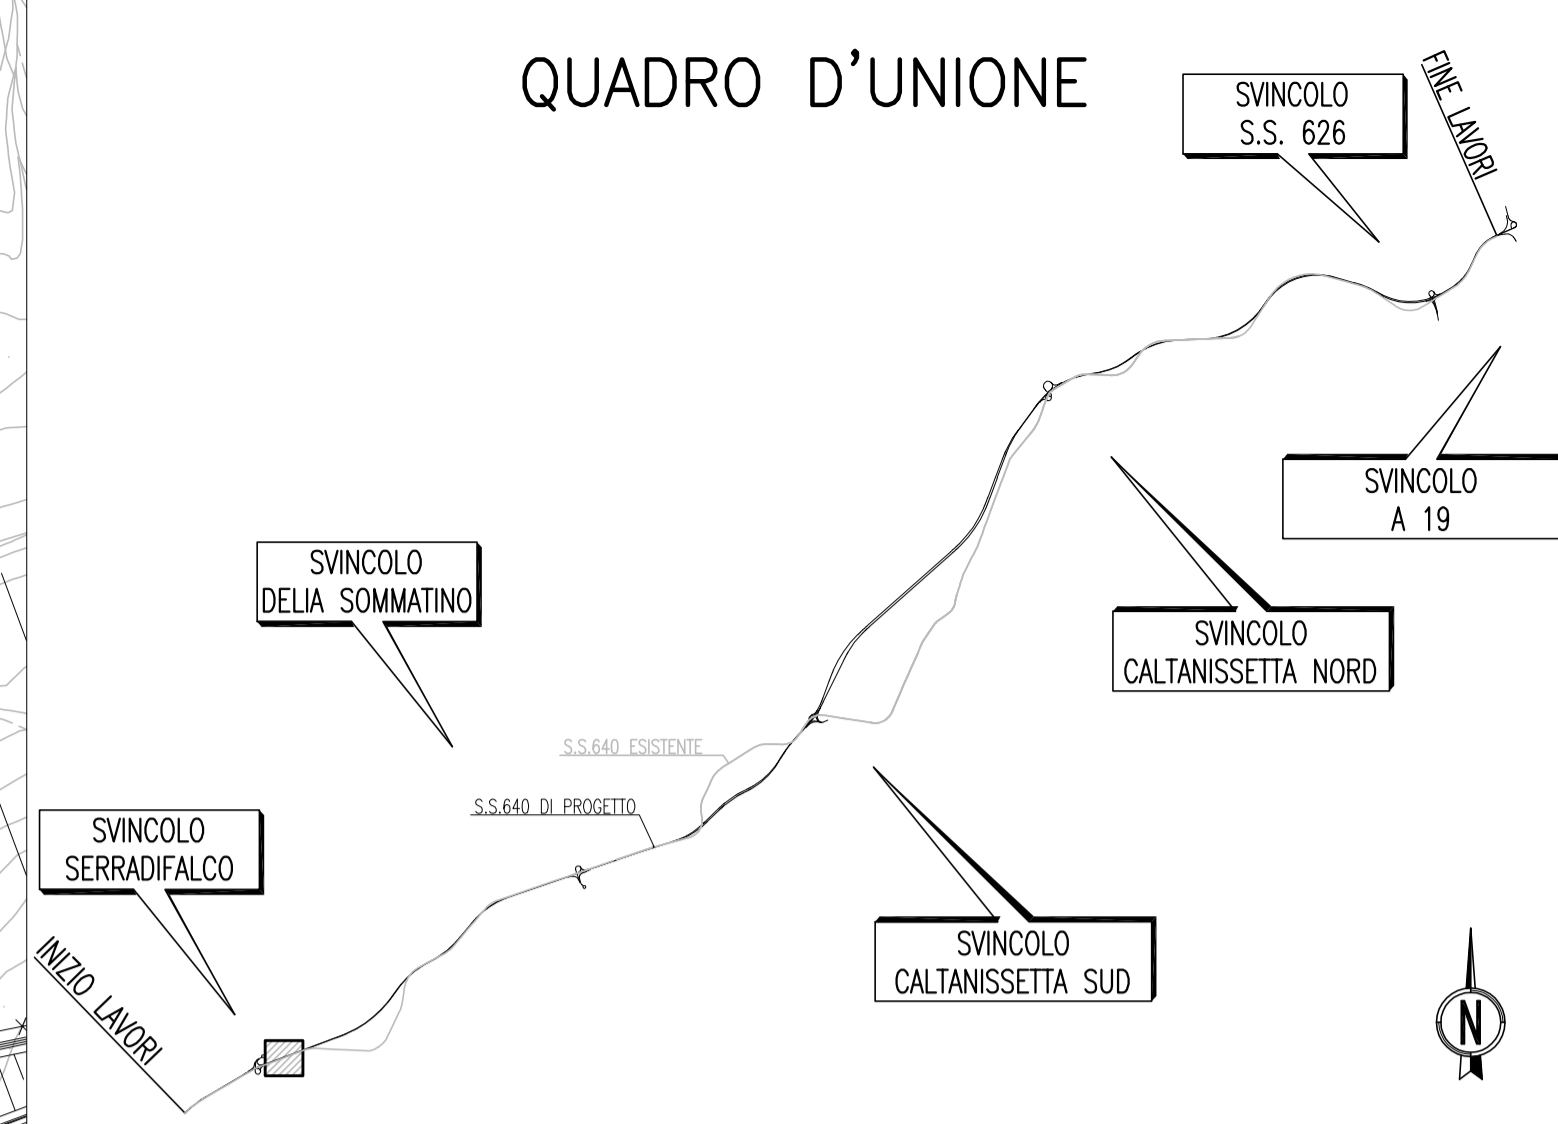 QUADRO D'UNIONE
SVINCOLO
S.S. 626
FINE LAVORI
SVINCOLO
A 19
SVINCOLO
DELIA SOMMATINO
SVINCOLO
CALTANISSETTA NORD
S.S.640 ESISTENTE
S.S.640 DI PROGETTO
SVINCOLO
SERRADIFALCO
SVINCOLO
CALTANISSETTA SUD
INIZIO LAVORI
N